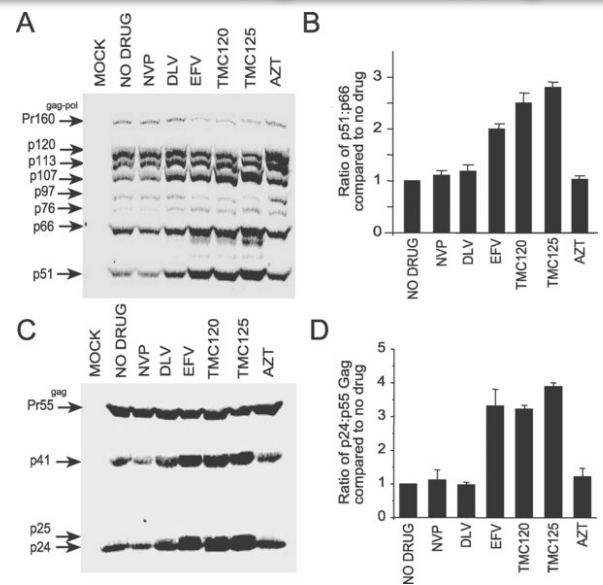 A
MOCK
NO DRUG
NVP
DLV
EFV
TMC120
TMC125
AZT
gag-pol
Pr160
p120
p113
p107
p97
p76
p66
p51
B
Ratio of p51:p66
compared to no drug
3
2
1
0
NO DRUG
NVP
DLV
EFV
TMC120
TMC125
AZT
C
MOCK
NO DRUG
NVP
DLV
EFV
TMC120
TMC125
AZT
Pr55 gag
p41
p25
p24
D
Ratio of p24:p55 Gag
compared to no drug
5
4
3
2
1
0
NO DRUG
NVP
DLV
EFV
TMC120
TMC125
AZT